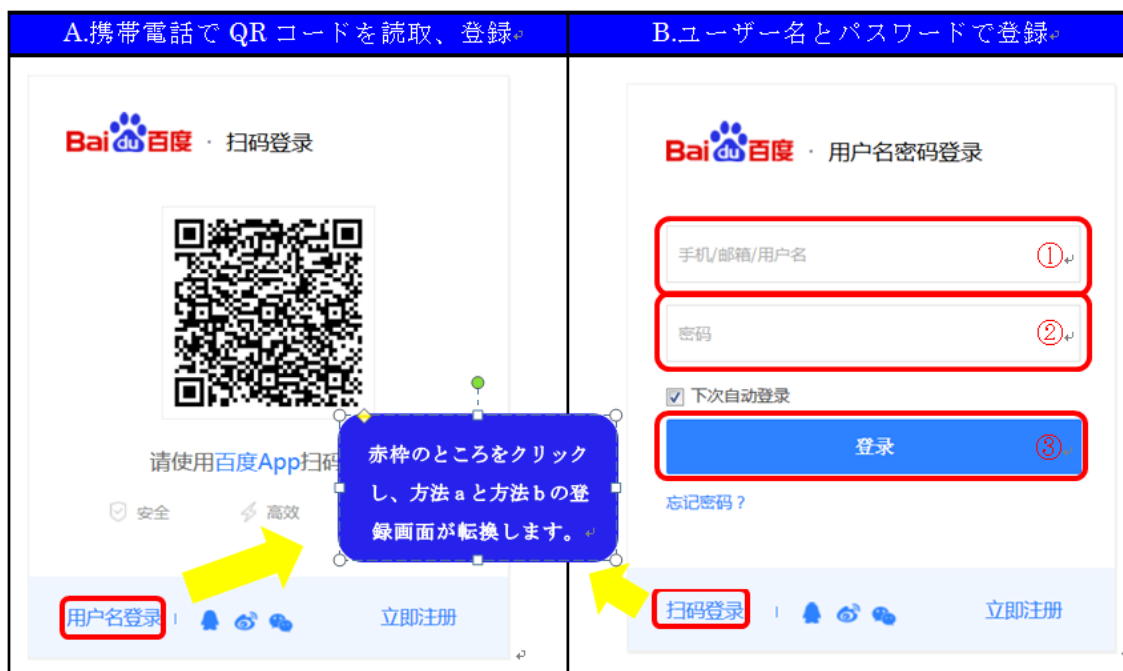 A.携帯電話で QR コードを読取、登録
B.ユーザー名とパスワードで登録
Bai du 百度 · 扫码登录
请使用百度App扫码
安全 高效
用户名登录 立即注册
赤枠のところをクリック
し、方法ａと方法ｂの登
録画面が転換します。
Bai du 百度 · 用户名密码登录
手机/邮箱/用户名 ①
密码 ②
下次自动登录
登录 ③
忘记密码？
扫码登录 立即注册